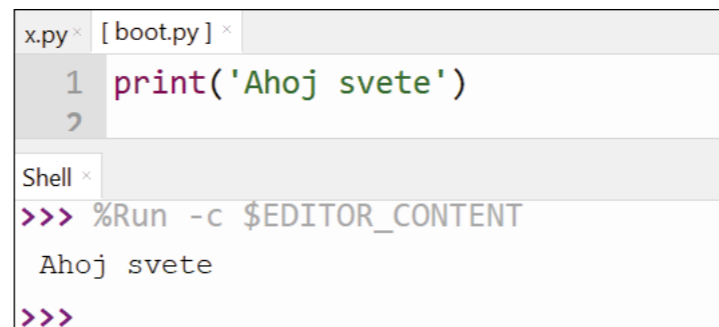 x.py × [ boot.py ] ×
1 print('Ahoj svete')
2
Shell ×
>>> %Run -c $EDITOR_CONTENT
Ahoj svete
>>>